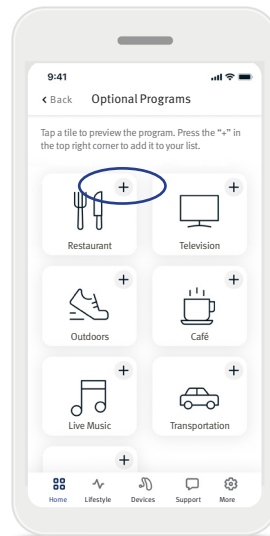 9:41
Back Optional Programs
Tap a tile to preview the program. Press the “+” in
the top right corner to add it to your list.
+ +
Restaurant Television
+ +
Outdoors Café
+ +
Live Music Transportation
+
Home Lifestyle Devices Support More